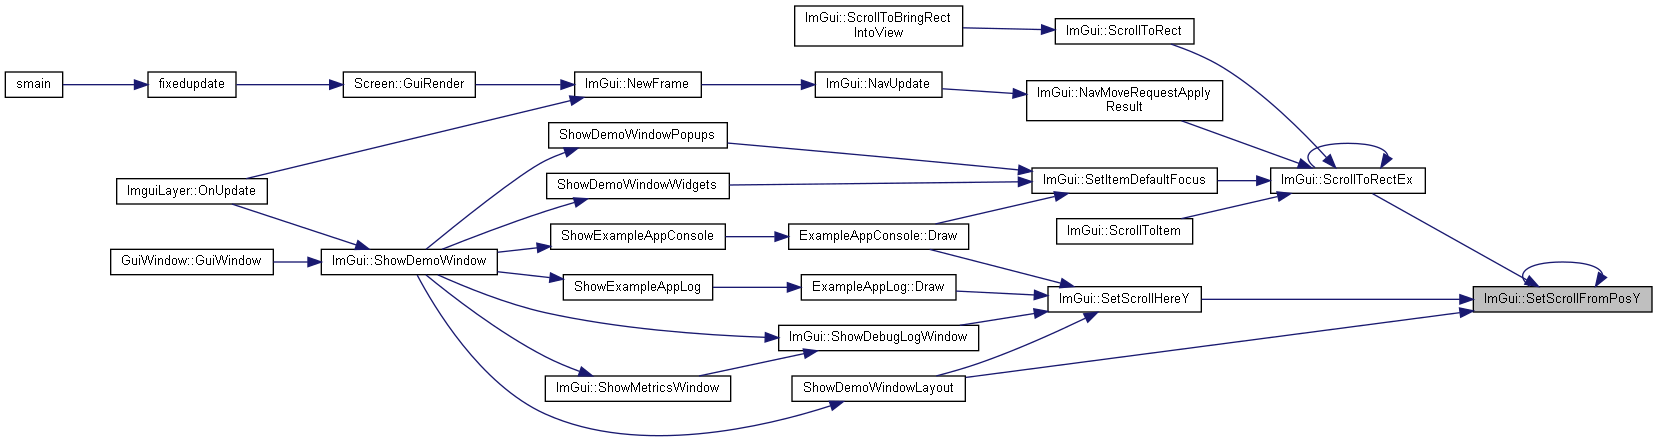 ImGui::ScrollToBringRect
IntoView
ImGui::ScrollToRect
smain
fixedupdate
Screen::GuiRender
ImGui::NewFrame
ImGui::NavUpdate
ImGui::NavMoveRequestApply
Result
ShowDemoWindowPopups
ImguiLayer::OnUpdate
ShowDemoWindowWidgets
ImGui::SetItemDefaultFocus
ImGui::ScrollToRectEx
ShowExampleAppConsole
ExampleAppConsole::Draw
ImGui::ScrollToItem
GuiWindow::GuiWindow
ImGui::ShowDemoWindow
ShowExampleAppLog
ExampleAppLog::Draw
ImGui::SetScrollHereY
ImGui::SetScrollFromPosY
ImGui::ShowDebugLogWindow
ImGui::ShowMetricsWindow
ShowDemoWindowLayout